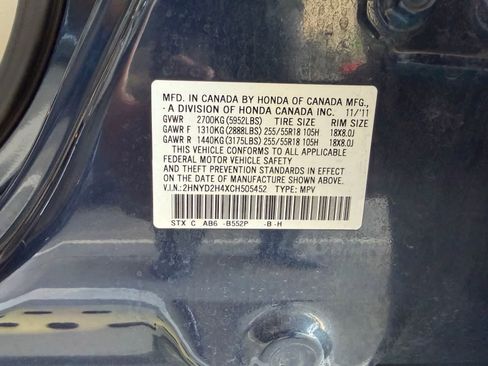 MFD. IN CANADA BY HONDA OF CANADA MFG.,
- A DIVISION OF HONDA CANADA INC. 11/'11
GVWR 2700KG (5952LBS) TIRE SIZE RIM SIZE
GAWR F 1310KG (2888LBS) 255/55R18 105H 18X8.0J
GAWR R 1440KG (3175LBS) 255/55R18 105H 18X8.0J
THIS VEHICLE CONFORMS TO ALL APPLICABLE
FEDERAL MOTOR VEHICLE SAFETY
AND THEFT PREVENTION STANDARDS IN EFFECT
ON THE DATE OF MANUFACTURE SHOWN ABOVE.
V.I.N.: 2HNYD2H4XCH505452 TYPE: MPV
STX C AB6 -B552P -B -H